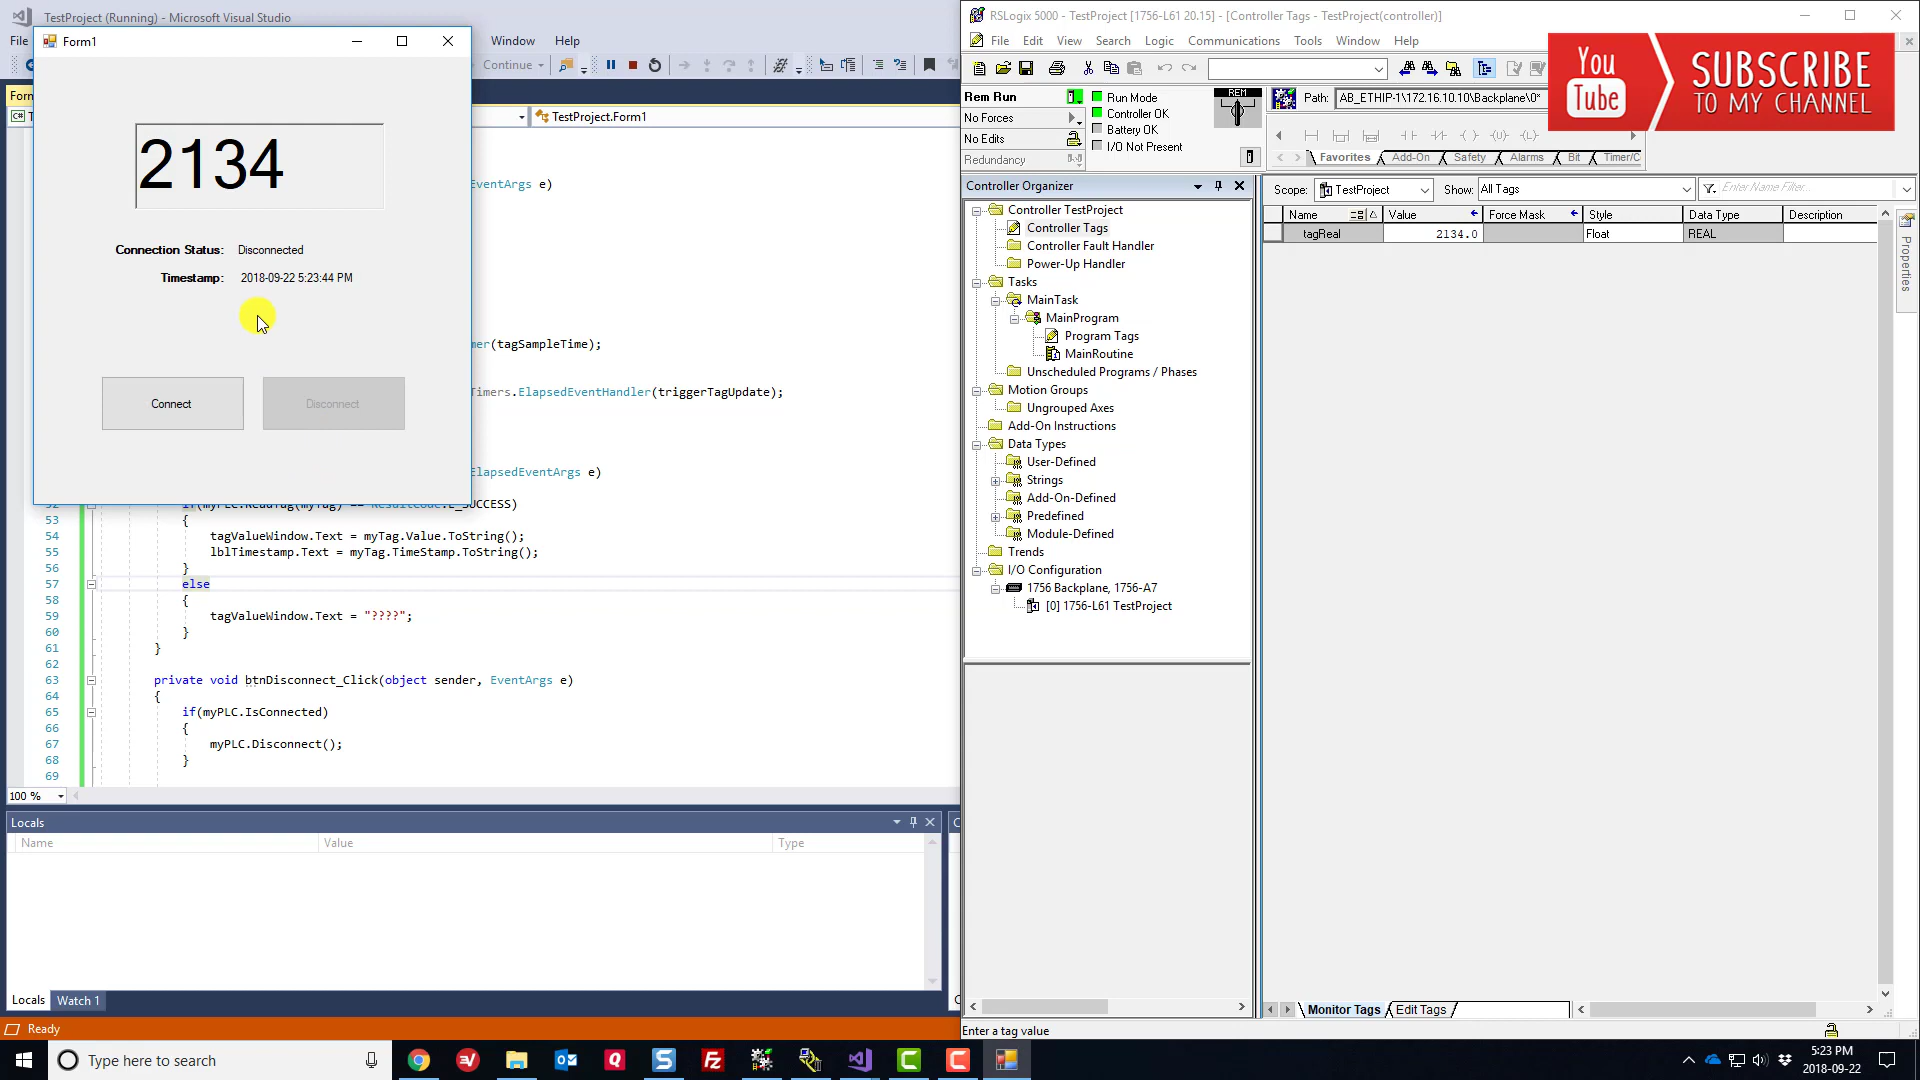 TestProject (Running) - Microsoft Visual Studio
File
Window
Help
Form1
Continue
TestProject.Form1
2134
EventArgs e)
Connection Status: Disconnected
Timestamp: 2018-09-22 5:23:44 PM
(tagSampleTime);
Timers.ElapsedEventHandler(triggerTagUpdate);
Connect
Disconnect
ElapsedEventArgs e)
53 {
54 tagValueWindow.Text = myTag.Value.ToString();
55 lblTimestamp.Text = myTag.TimeStamp.ToString();
56 }
57 else
58 {
59 tagValueWindow.Text = "????";
60 }
61 }
62
63 private void btnDisconnect_Click(object sender, EventArgs e)
64 {
65 if(myPLC.IsConnected)
66 {
67 myPLC.Disconnect();
68 }
69
100 %
Locals
Name Value Type
Locals Watch 1
Ready
RSLogix 5000 - TestProject [1756-L61 20.15] - [Controller Tags - TestProject(controller)]
File Edit View Search Logic Communications Tools Window Help
You
Tube
SUBSCRIBE
TO MY CHANNEL
Rem Run
No Forces
No Edits
Redundancy
Run Mode
Controller OK
Battery OK
I/O Not Present
REM
Path: AB_ETHIP-1\172.16.10.10\Backplane\0*
Favorites Add-On Safety Alarms Bit Timer/C
Controller Organizer
Controller TestProject
Controller Tags
Controller Fault Handler
Power-Up Handler
Tasks
MainTask
MainProgram
Program Tags
MainRoutine
Unscheduled Programs / Phases
Motion Groups
Ungrouped Axes
Add-On Instructions
Data Types
User-Defined
Strings
Add-On-Defined
Predefined
Module-Defined
Trends
I/O Configuration
1756 Backplane, 1756-A7
[0] 1756-L61 TestProject
Scope: TestProject Show: All Tags Enter Name Filter...
Name Value Force Mask Style Data Type Description
tagReal 2134.0 Float REAL
Properties
Monitor Tags Edit Tags
Enter a tag value
Type here to search
5:23 PM
2018-09-22